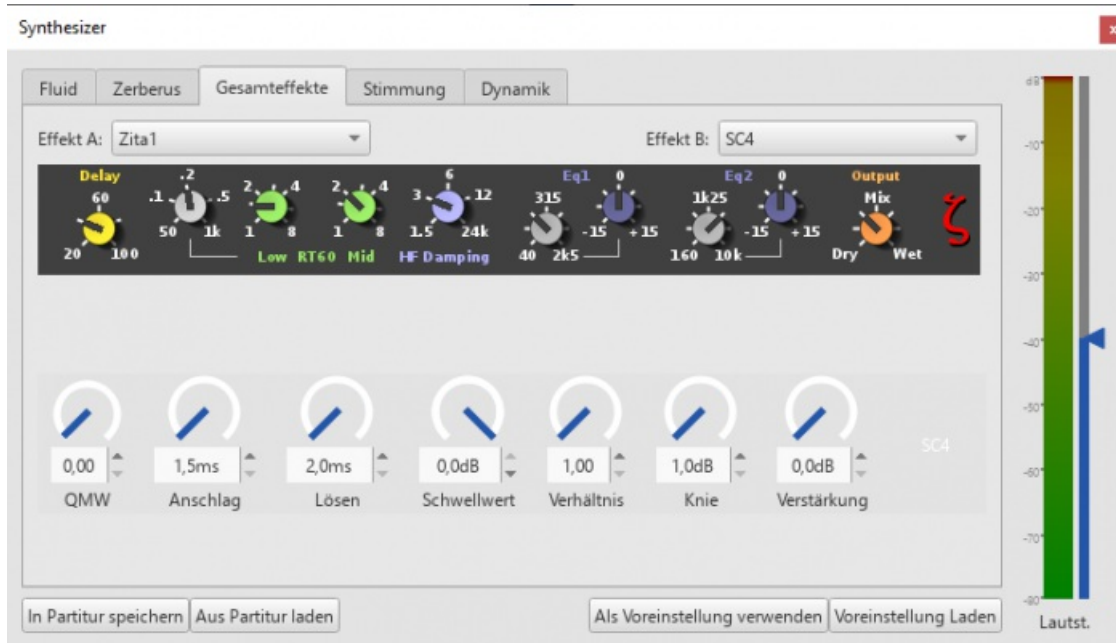 Synthesizer
x
Fluid Zerberus Gesamteffekte Stimmung Dynamik
Effekt A: Zita1 Effekt B: SC4
Delay Eq1 Eq2 Output
60 .2 6 0 0 Mix
.1 .5 2 4 2 4 3 12 315 1k25
50 1k 1 8 1 8 1.5 24k -15 +15 -15 +15
20 100 Low RT60 Mid HF Damping 40 2k5 160 10k Dry Wet
ζ
SC4
0,00 1,5ms 2,0ms 0,0dB 1,00 1,0dB 0,0dB
QMW Anschlag Lösen Schwellwert Verhältnis Knie Verstärkung
In Partitur speichern Aus Partitur laden Als Voreinstellung verwenden Voreinstellung Laden
dB
-10
-20
-30
-40
-50
-60
-70
-80
Lautst.